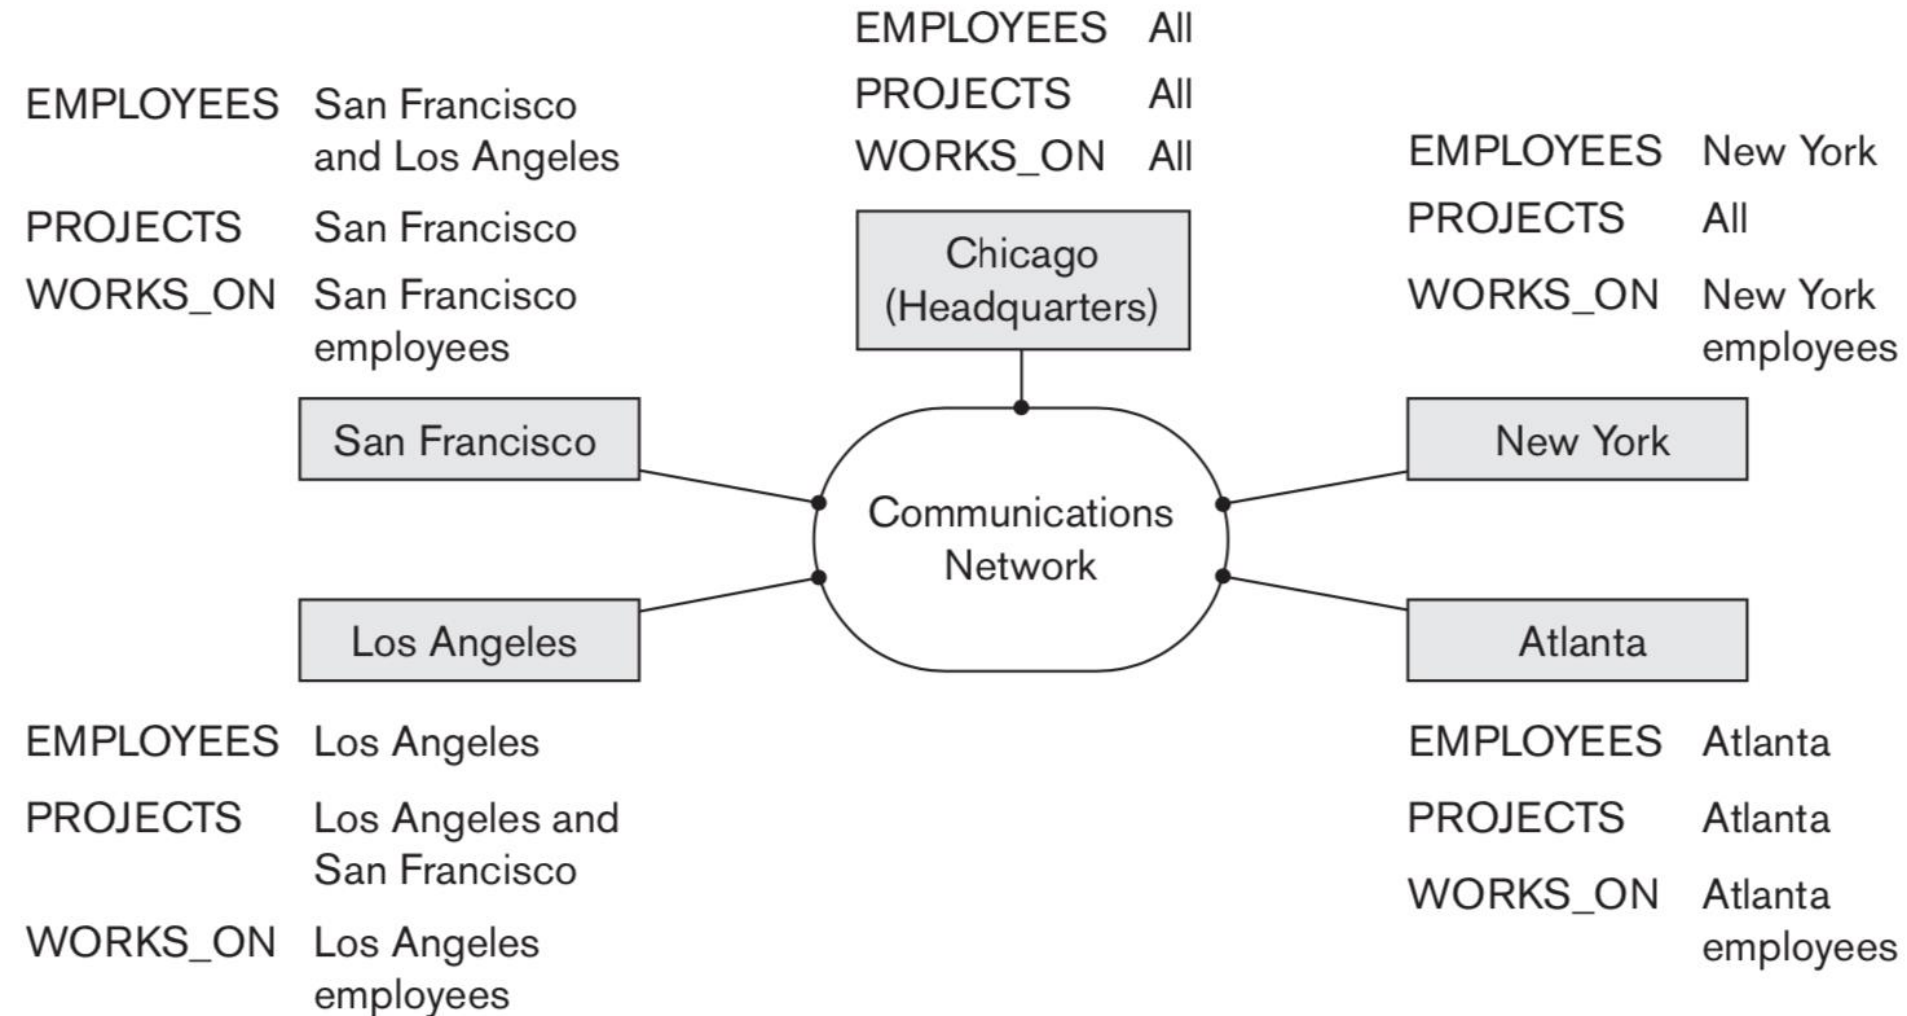 EMPLOYEES All
PROJECTS All
WORKS_ON All
EMPLOYEES San Francisco
and Los Angeles
PROJECTS San Francisco
WORKS_ON San Francisco
employees
EMPLOYEES New York
PROJECTS All
WORKS_ON New York
employees
Chicago
(Headquarters)
San Francisco
New York
Communications
Network
Los Angeles
Atlanta
EMPLOYEES Los Angeles
PROJECTS Los Angeles and
San Francisco
WORKS_ON Los Angeles
employees
EMPLOYEES Atlanta
PROJECTS Atlanta
WORKS_ON Atlanta
employees